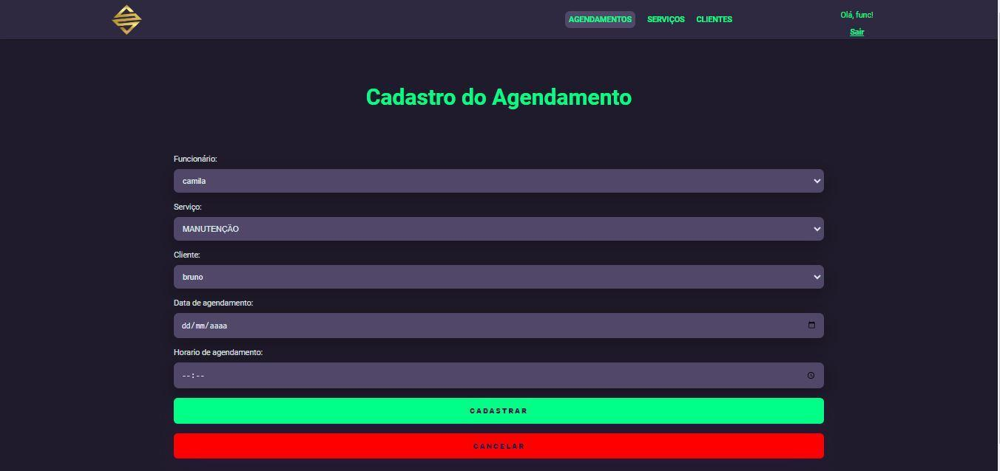 AGENDAMENTOS SERVIÇOS CLIENTES
Olá, func!
Sair
Cadastro do Agendamento
Funcionário:
camila
Serviço:
MANUTENÇÃO
Cliente:
bruno
Data de agendamento:
dd/mm/aaaa
Horario de agendamento:
--:--
CADASTRAR
CANCELAR